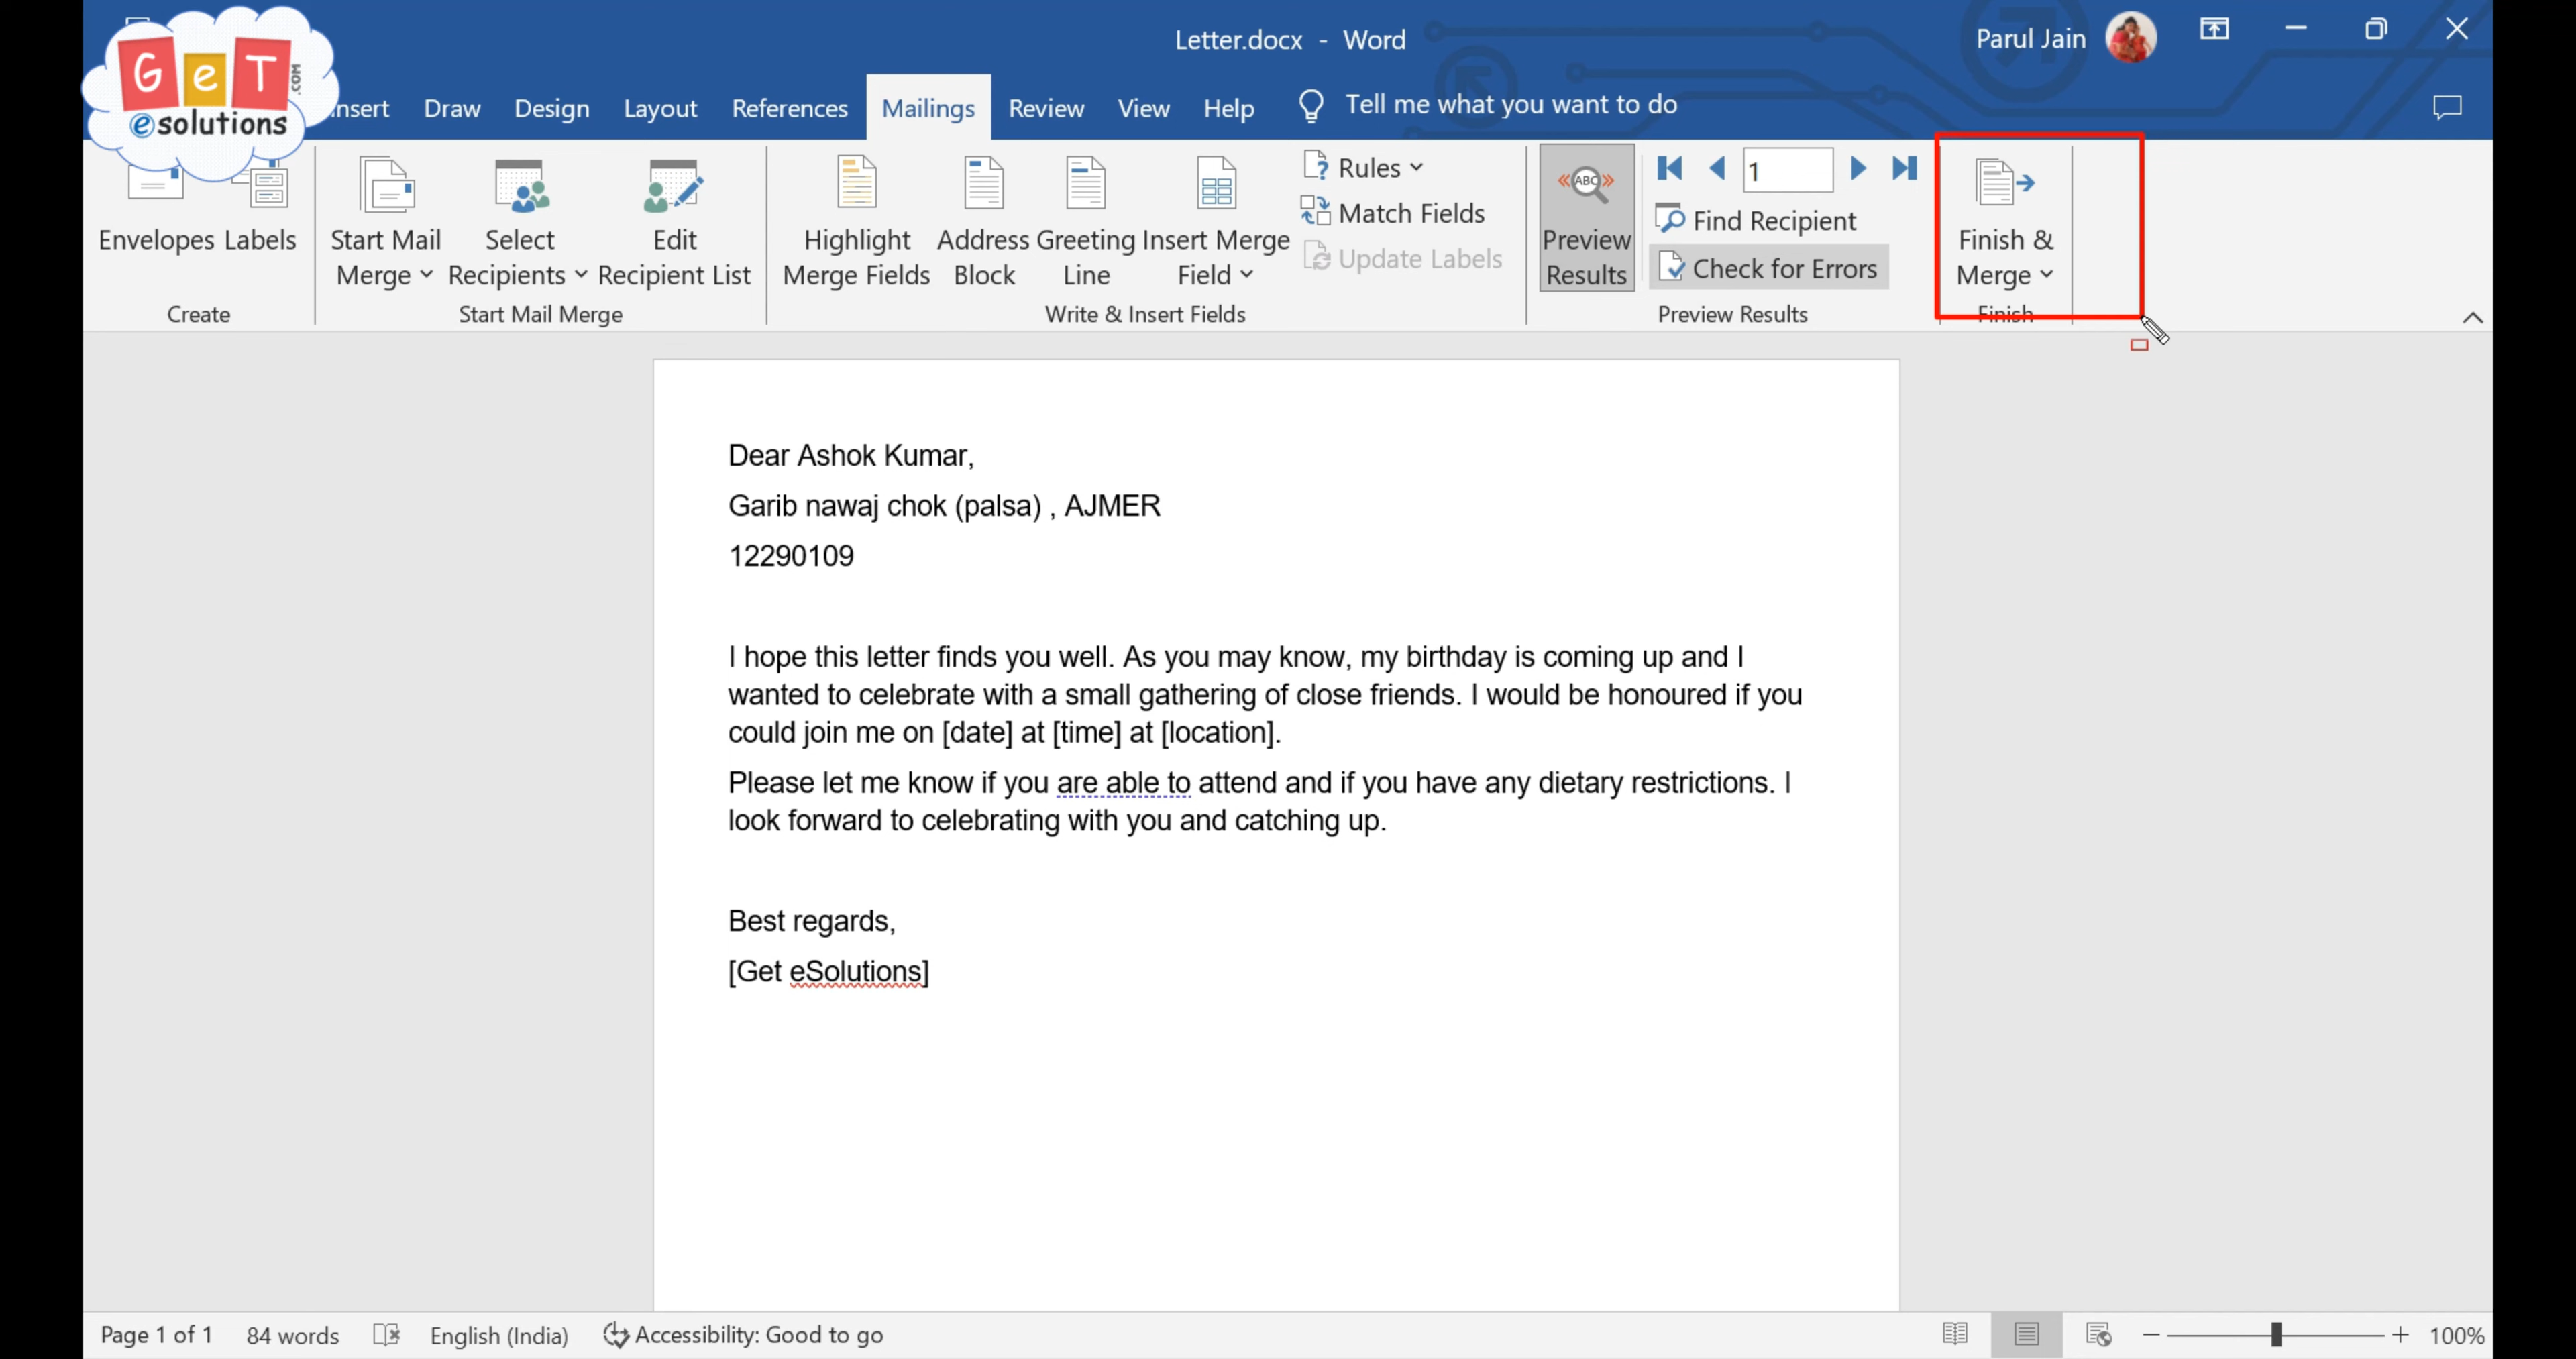 Letter.docx - Word
Parul Jain
GeT.com
esolutions
nsert Draw Design Layout References Mailings Review View Help Tell me what you want to do
Envelopes Labels
Create
Start Mail
Merge
Select
Recipients
Edit
Recipient List
Start Mail Merge
Highlight
Merge Fields
Address
Block
Greeting
Line
Insert Merge
Field
Rules
Match Fields
Update Labels
Write & Insert Fields
ABC
Preview
Results
1
Find Recipient
Check for Errors
Preview Results
Finish &
Merge
Finish
Dear Ashok Kumar,
Garib nawaj chok (palsa) , AJMER
12290109
I hope this letter finds you well. As you may know, my birthday is coming up and I
wanted to celebrate with a small gathering of close friends. I would be honoured if you
could join me on [date] at [time] at [location].
Please let me know if you are able to attend and if you have any dietary restrictions. I
look forward to celebrating with you and catching up.
Best regards,
[Get eSolutions]
Page 1 of 1 84 words English (India) Accessibility: Good to go 100%